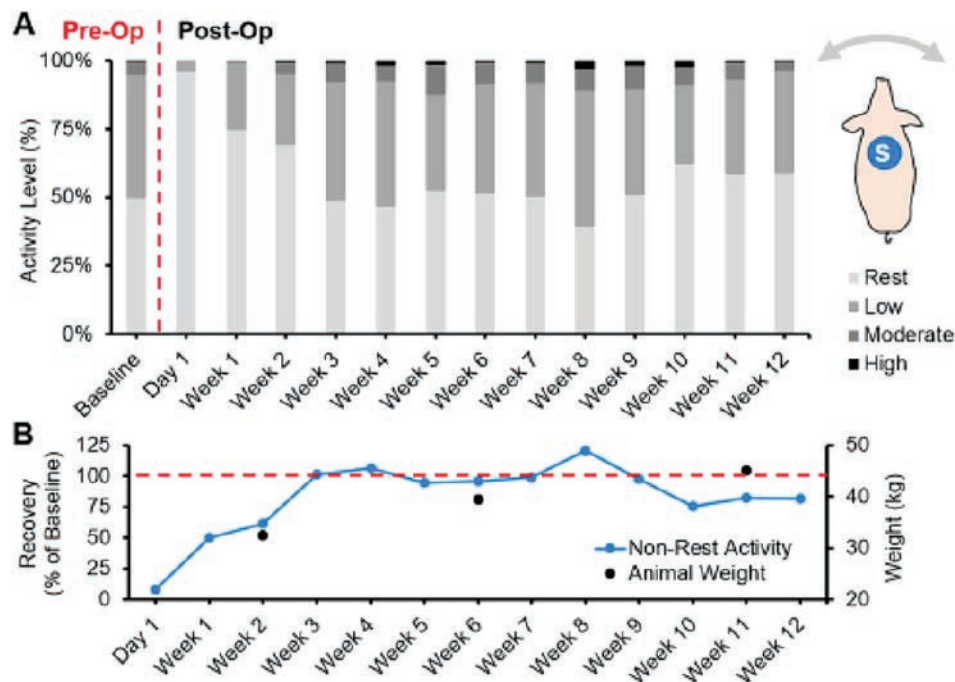 A
Pre-Op
Post-Op
100%
75%
50%
25%
0%
Activity Level (%)
Baseline
Day 1
Week 1
Week 2
Week 3
Week 4
Week 5
Week 6
Week 7
Week 8
Week 9
Week 10
Week 11
Week 12
S
Rest
Low
Moderate
High
B
Recovery
(% of Baseline)
125
100
75
50
25
0
Non-Rest Activity
Animal Weight
50
40
30
20
Weight (kg)
Day 1
Week 1
Week 2
Week 3
Week 4
Week 5
Week 6
Week 7
Week 8
Week 9
Week 10
Week 11
Week 12